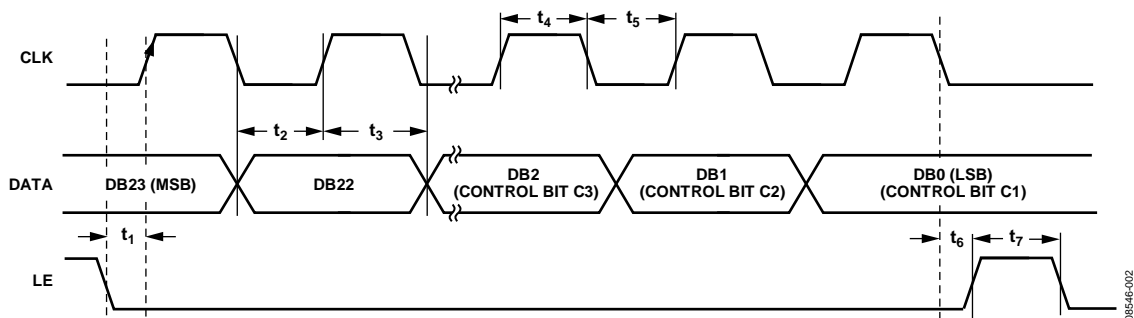 t4
t5
CLK
t2
t3
DATA
DB23 (MSB)
DB22
DB2
(CONTROL BIT C3)
DB1
(CONTROL BIT C2)
DB0 (LSB)
(CONTROL BIT C1)
t1
t6
t7
LE
08546-002